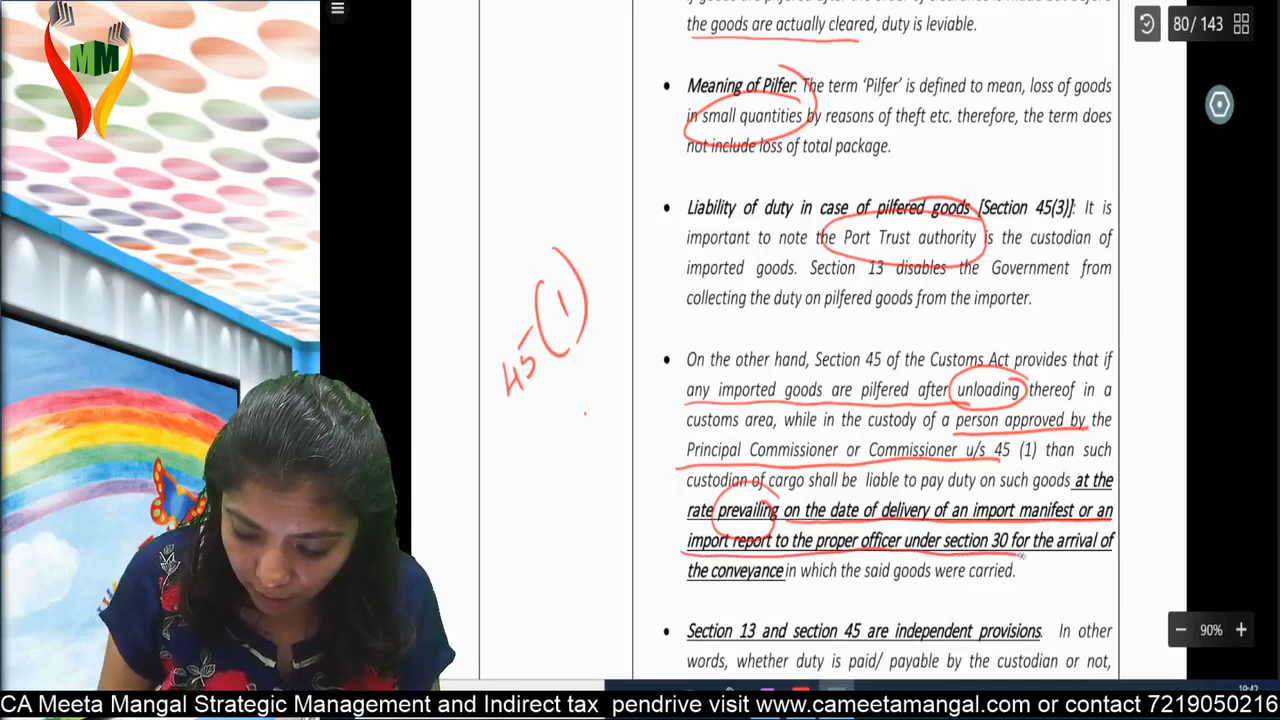 MM
80/143
the goods are actually cleared, duty is leviable.
• Meaning of Pilfer: The term ‘Pilfer’ is defined to mean, loss of goods
in small quantities by reasons of theft etc. therefore, the term does
not include loss of total package.
• Liability of duty in case of pilfered goods [Section 45(3)]: It is
important to note the Port Trust authority is the custodian of
imported goods. Section 13 disables the Government from
collecting the duty on pilfered goods from the importer.
45(1)
• On the other hand, Section 45 of the Customs Act provides that if
any imported goods are pilfered after unloading thereof in a
customs area, while in the custody of a person approved by the
Principal Commissioner or Commissioner u/s 45 (1) than such
custodian of cargo shall be liable to pay duty on such goods at the
rate prevailing on the date of delivery of an import manifest or an
import report to the proper officer under section 30 for the arrival of
the conveyance in which the said goods were carried.
• Section 13 and section 45 are independent provisions. In other
words, whether duty is paid/ payable by the custodian or not,
90%
CA Meeta Mangal Strategic Management and Indirect tax pendrive visit www.cameetamangal.com or contact 7219050216